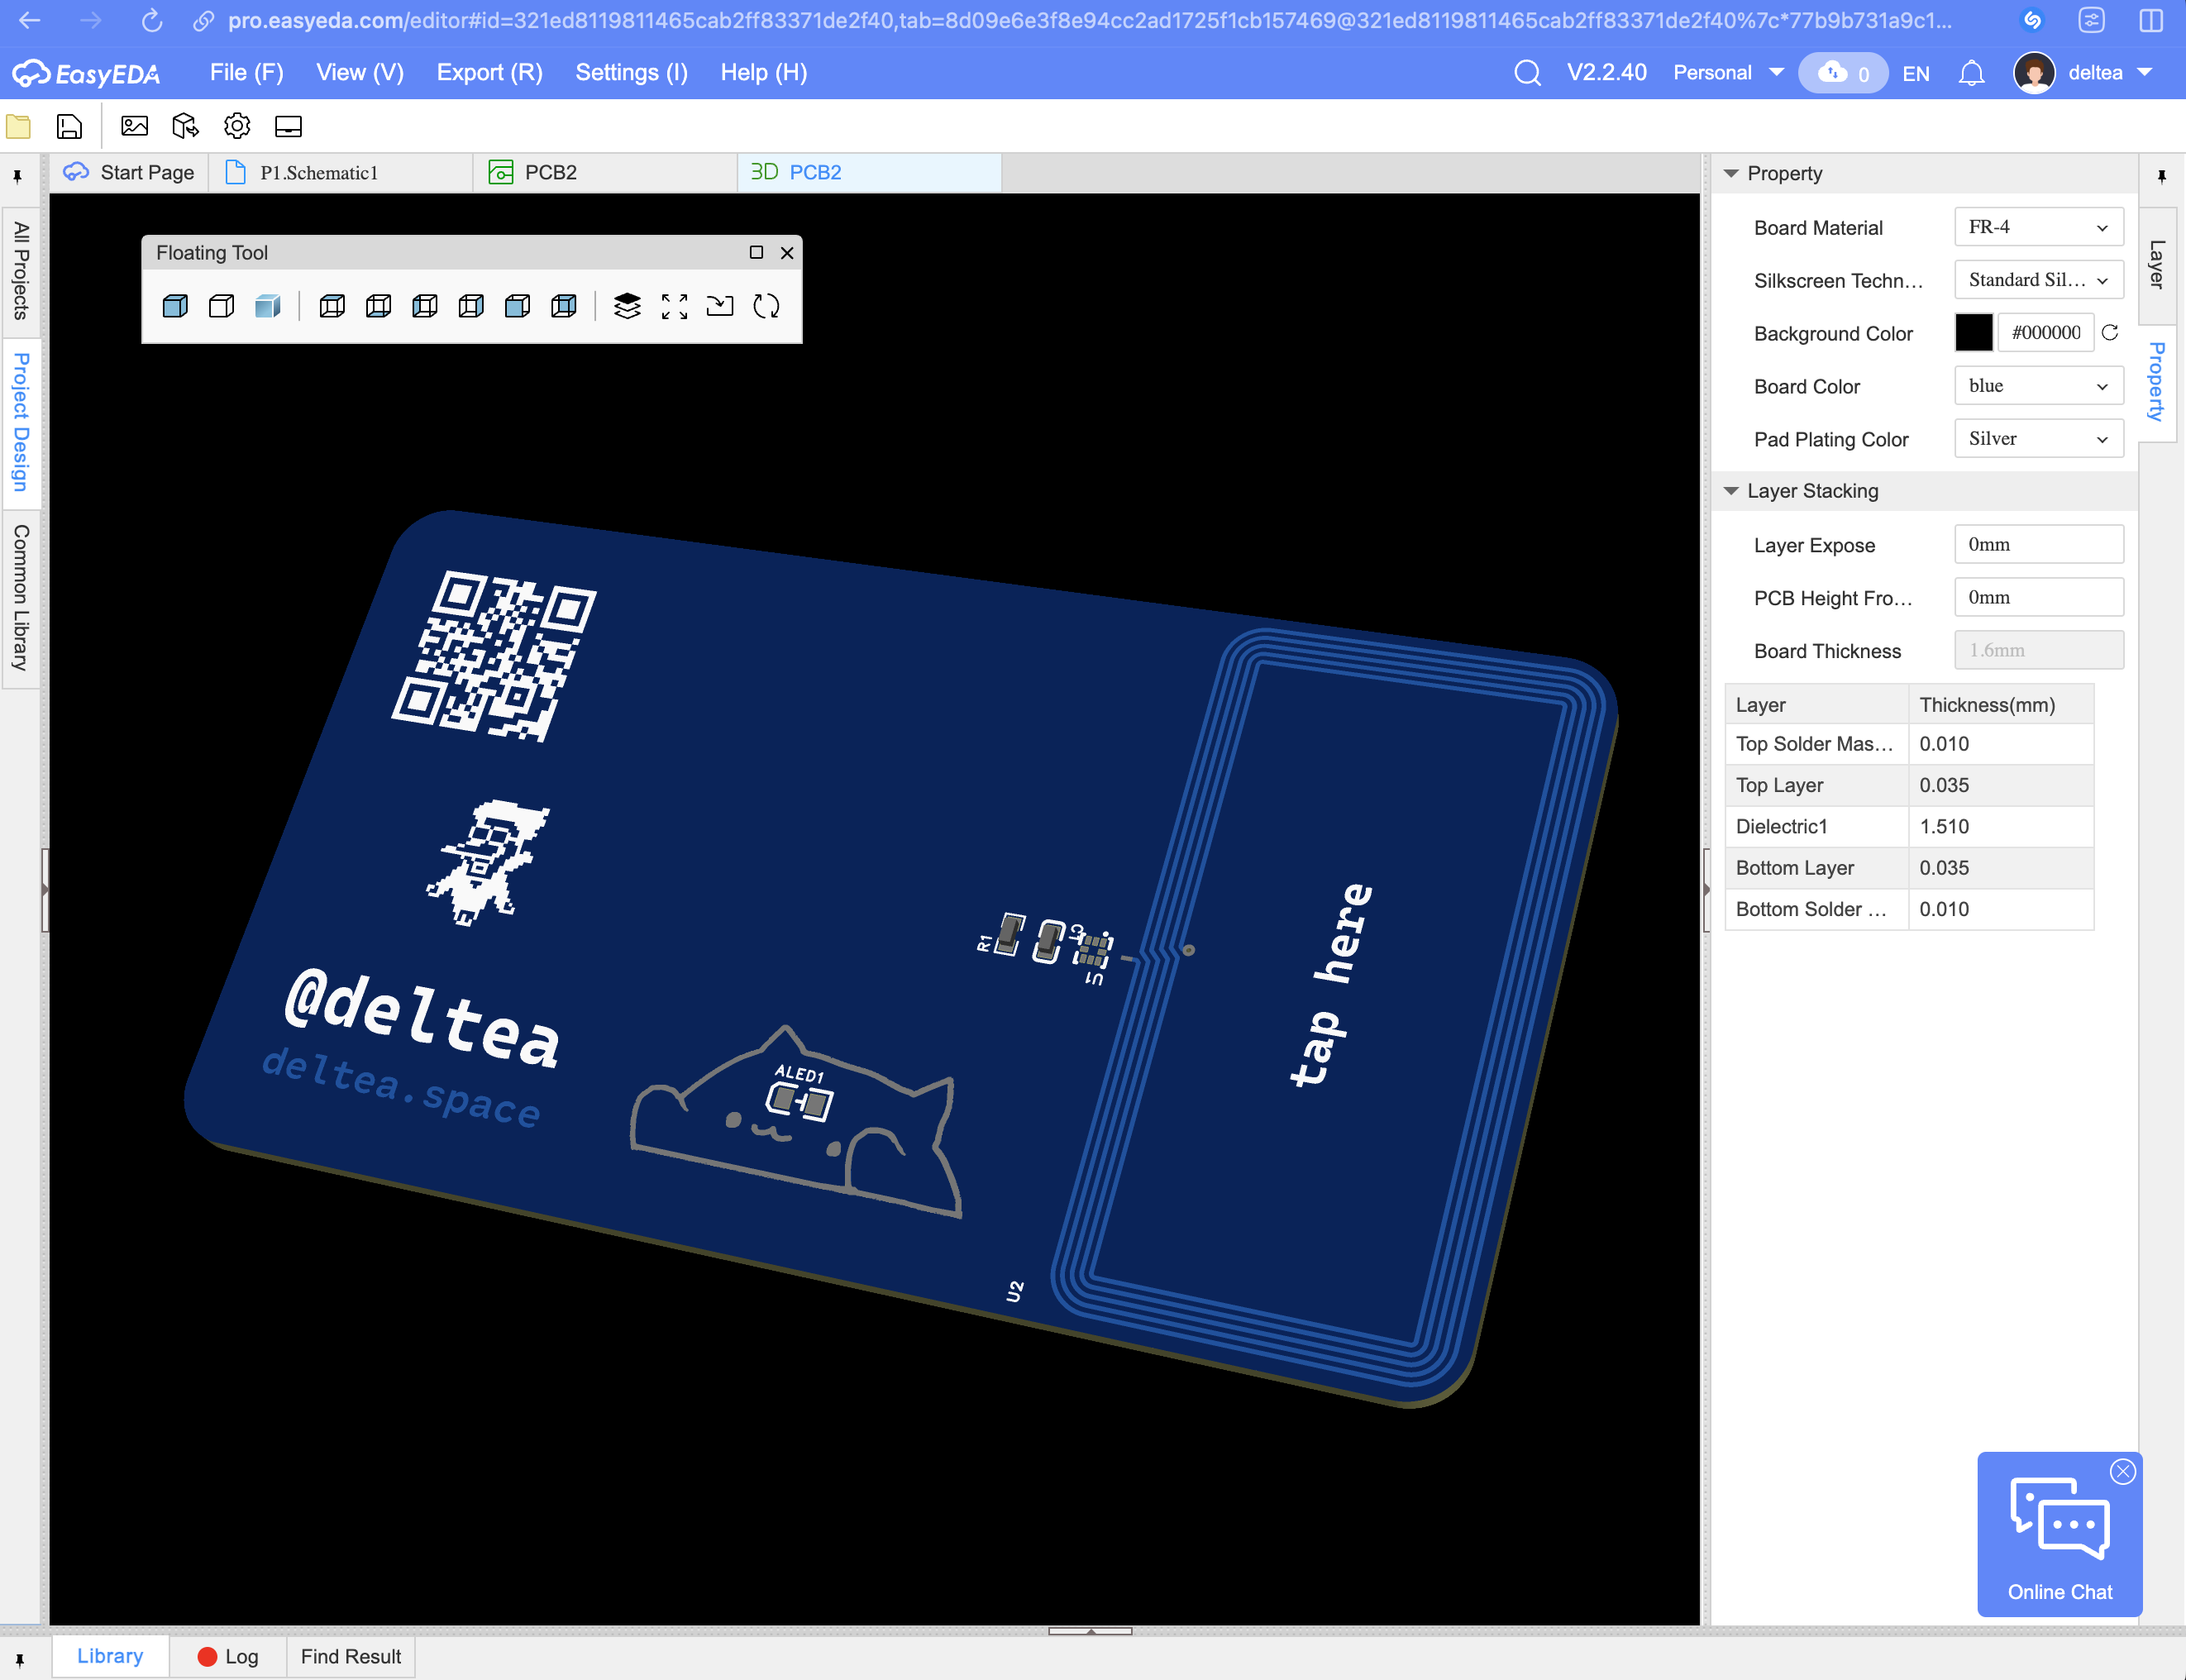 pro.easyeda.com/editor#id=321ed8119811465cab2ff83371de2f40,tab=8d09e6e3f8e94cc2ad1725f1cb157469@321ed8119811465cab2ff83371de2f40%7c*77b9b731a9c1...
EasyEDA File (F) View (V) Export (R) Settings (I) Help (H) V2.2.40 Personal 0 EN deltea
Start Page P1.Schematic1 PCB2 3D PCB2
All Projects
Project Design
Common Library
Floating Tool
@deltea
deltea.space
ALED1
R1
C1
U1
U2
tap here
Property
Board Material FR-4
Silkscreen Techn... Standard Sil...
Background Color #000000
Board Color blue
Pad Plating Color Silver
Layer Stacking
Layer Expose 0mm
PCB Height Fro... 0mm
Board Thickness 1.6mm
Layer Thickness(mm)
Top Solder Mas... 0.010
Top Layer 0.035
Dielectric1 1.510
Bottom Layer 0.035
Bottom Solder ... 0.010
Layer
Property
Online Chat
Library Log Find Result